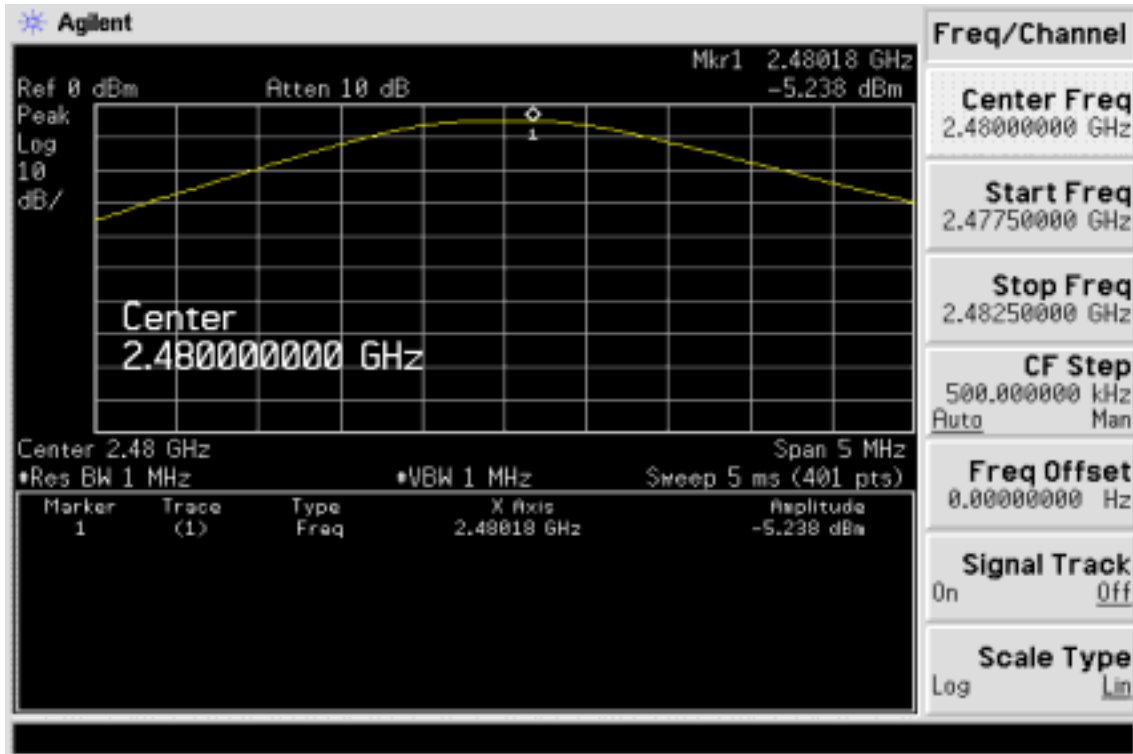 Agilent
Mkr1 2.48018 GHz
Ref 0 dBm Atten 10 dB -5.238 dBm
Peak
Log
10
dB/
1
Center
2.480000000 GHz
Center 2.48 GHz Span 5 MHz
•Res BW 1 MHz •VBW 1 MHz Sweep 5 ms (401 pts)
Marker Trace Type X Axis Amplitude
1 (1) Freq 2.48018 GHz -5.238 dBm
Freq/Channel
Center Freq
2.48000000 GHz
Start Freq
2.47750000 GHz
Stop Freq
2.48250000 GHz
CF Step
500.000000 kHz
Auto Man
Freq Offset
0.00000000 Hz
Signal Track
On Off
Scale Type
Log Lin